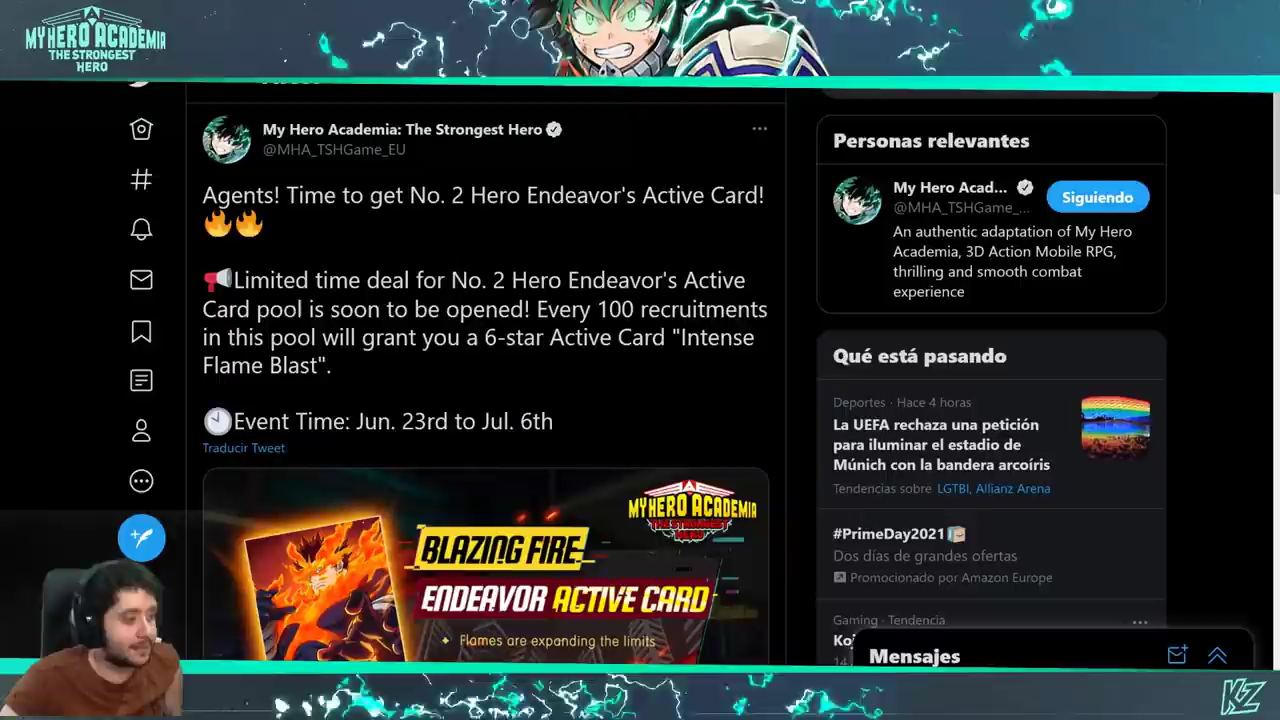 MY HERO ACADEMIA
THE STRONGEST
HERO
My Hero Academia: The Strongest Hero
@MHA_TSHGame_EU
Agents! Time to get No. 2 Hero Endeavor's Active Card!
Limited time deal for No. 2 Hero Endeavor's Active
Card pool is soon to be opened! Every 100 recruitments
in this pool will grant you a 6-star Active Card "Intense
Flame Blast".
Event Time: Jun. 23rd to Jul. 6th
Traducir Tweet
MY HERO ACADEMIA
THE STRONGEST
HERO
BLAZING FIRE
ENDEAVOR ACTIVE CARD
Flames are expanding the limits
Personas relevantes
My Hero Acad...
@MHA_TSHGame_...
Siguiendo
An authentic adaptation of My Hero
Academia, 3D Action Mobile RPG,
thrilling and smooth combat
experience
Qué está pasando
Deportes · Hace 4 horas
La UEFA rechaza una petición
para iluminar el estadio de
Múnich con la bandera arcoíris
Tendencias sobre LGTBI, Allianz Arena
#PrimeDay2021
Dos días de grandes ofertas
Promocionado por Amazon Europe
Gaming · Tendencia
Mensajes
KZ